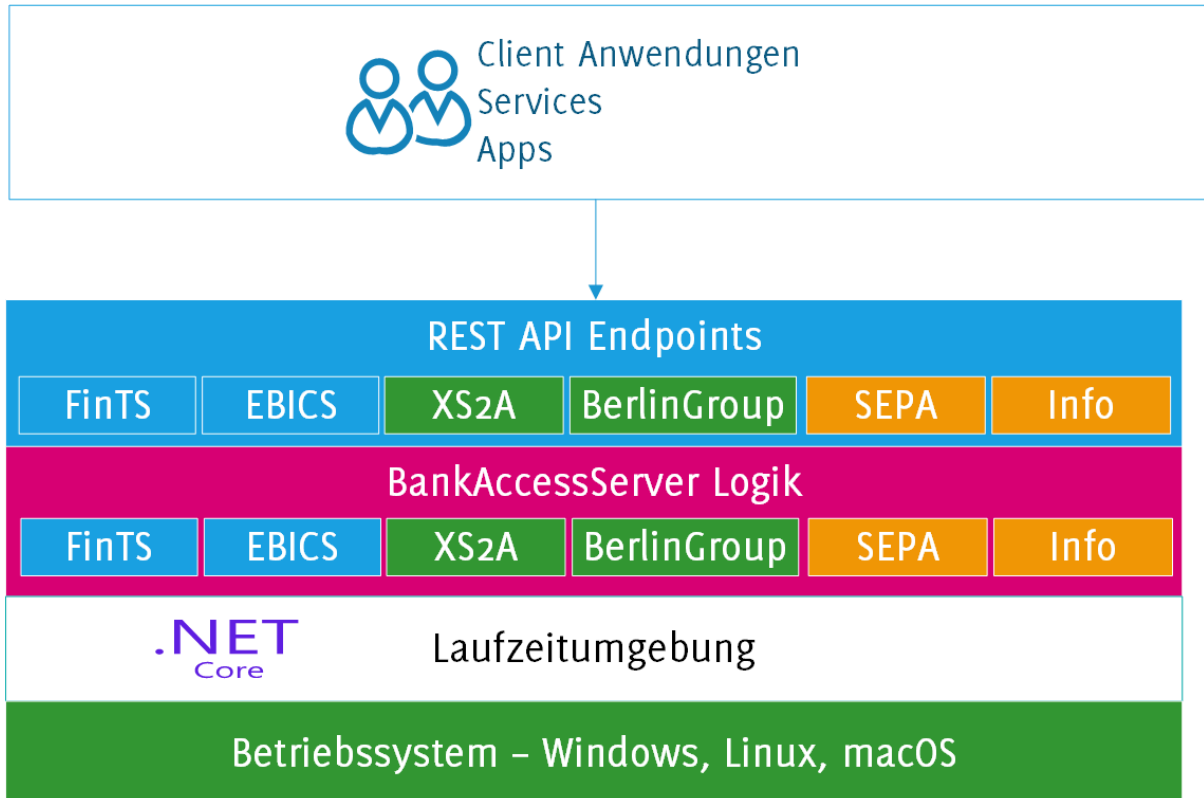 Client Anwendungen
Services
Apps
REST API Endpoints
FinTS EBICS XS2A BerlinGroup SEPA Info
BankAccessServer Logik
FinTS EBICS XS2A BerlinGroup SEPA Info
.NET
Core
Laufzeitumgebung
Betriebssystem – Windows, Linux, macOS